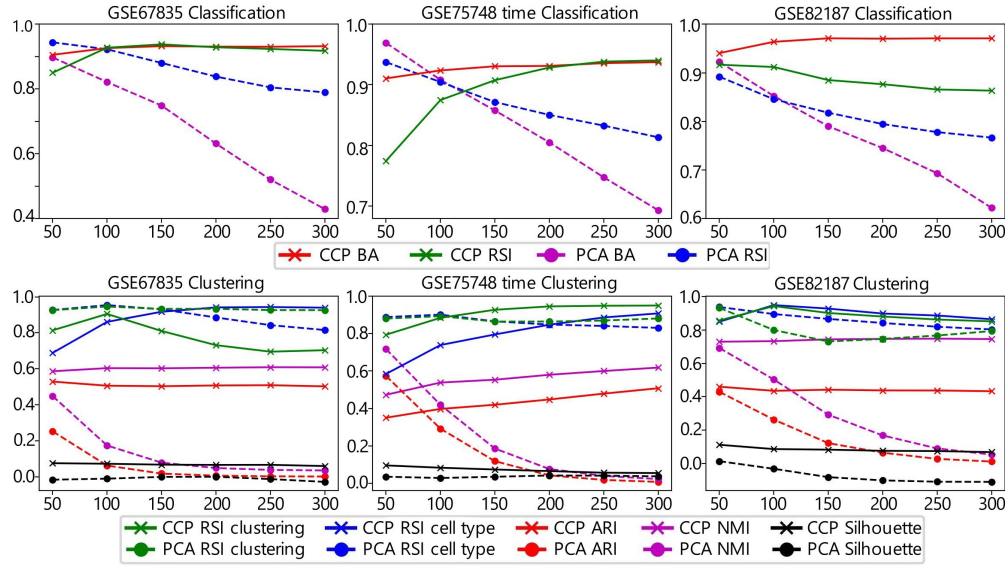 GSE67835 Classification
GSE75748 time Classification
GSE82187 Classification
1.0
0.8
0.6
0.4
50 100 150 200 250 300
1.0
0.9
0.8
0.7
50 100 150 200 250 300
1.0
0.9
0.8
0.7
0.6
50 100 150 200 250 300
CCP BA CCP RSI PCA BA PCA RSI
GSE67835 Clustering
GSE75748 time Clustering
GSE82187 Clustering
1.0
0.8
0.6
0.4
0.2
0.0
50 100 150 200 250 300
1.0
0.8
0.6
0.4
0.2
0.0
50 100 150 200 250 300
1.0
0.8
0.6
0.4
0.2
0.0
50 100 150 200 250 300
CCP RSI clustering CCP RSI cell type CCP ARI CCP NMI CCP Silhouette
PCA RSI clustering PCA RSI cell type PCA ARI PCA NMI PCA Silhouette